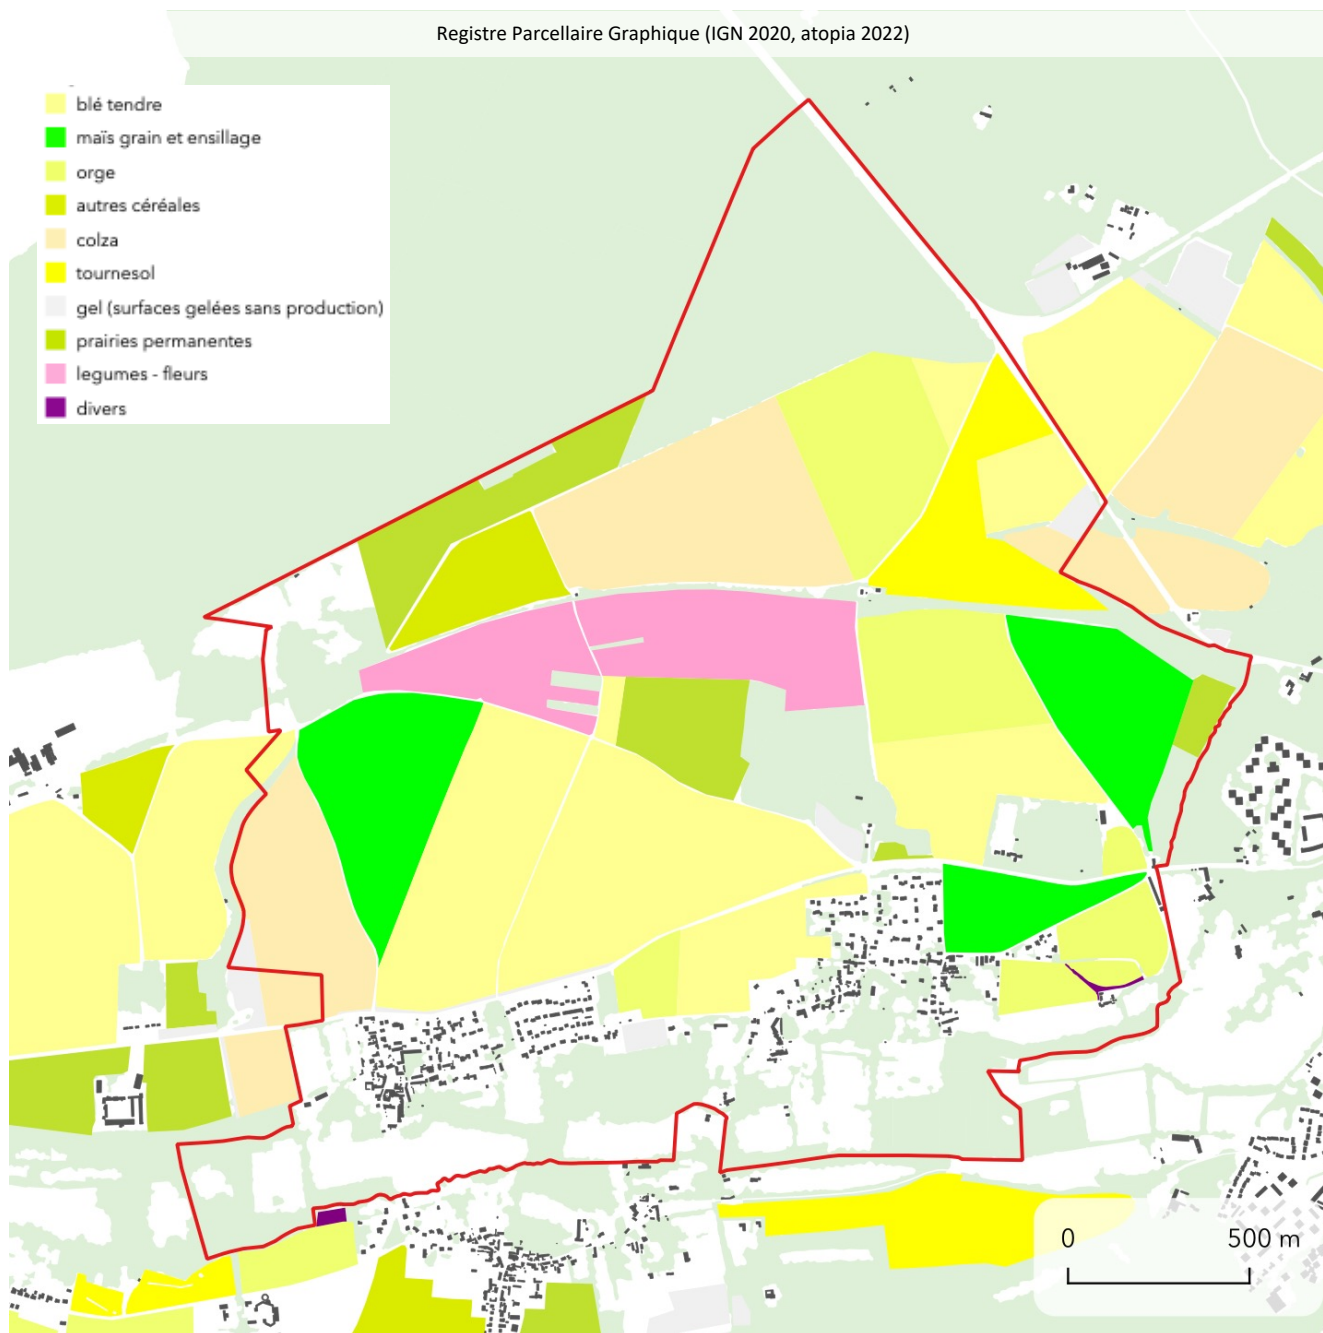 Registre Parcellaire Graphique (IGN 2020, atopia 2022)
blé tendre
maïs grain et ensillage
orge
autres céréales
colza
tournesol
gel (surfaces gelées sans production)
prairies permanentes
legumes - fleurs
divers
0 500 m